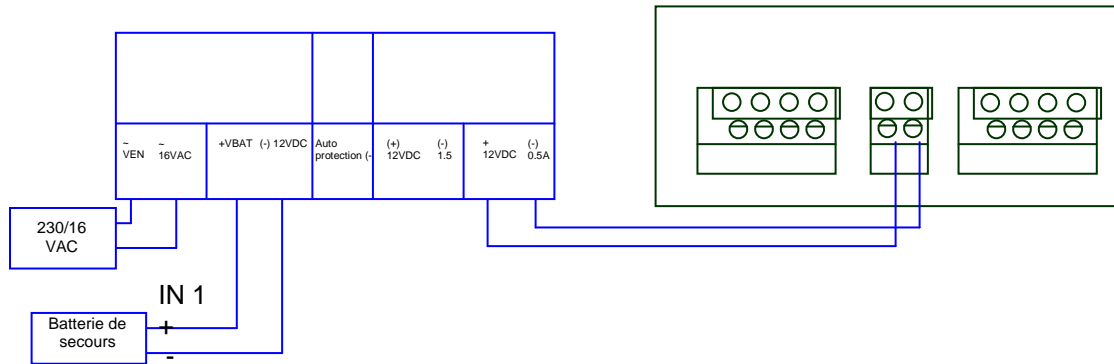 ~ ~ +VBAT (-) 12VDC Auto (+) (-) + (-)
VEN 16VAC protection (- 12VDC 1.5 12VDC 0.5A
230/16
VAC
IN 1
Batterie de +
secours -